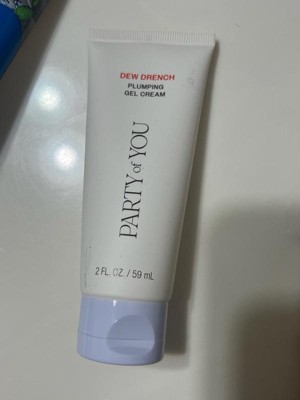 DEW DRENCH
PLUMPING
GEL CREAM
PARTY of YOU
2 FL. OZ. / 59 mL